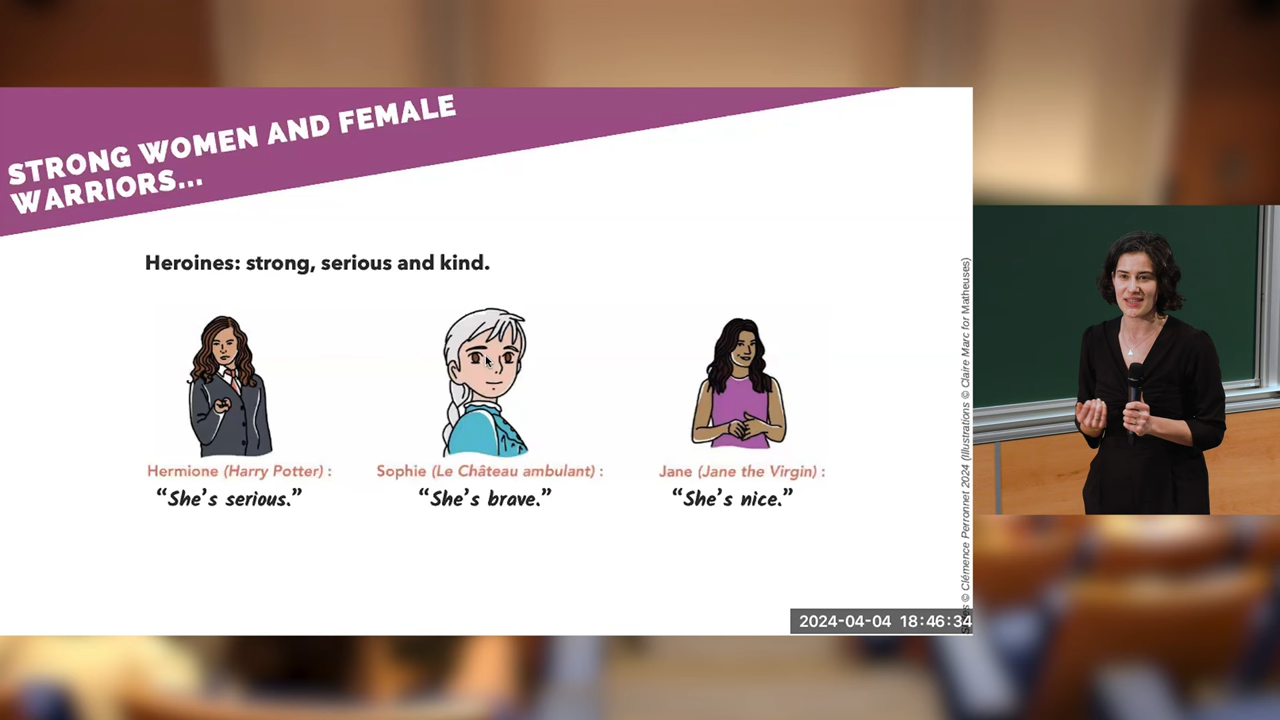 STRONG WOMEN AND FEMALE
WARRIORS...
Heroines: strong, serious and kind.
Hermione (Harry Potter) :
“She’s serious.”
Sophie (Le Château ambulant) :
“She’s brave.”
Jane (Jane the Virgin) :
“She’s nice.”
© Clémence Perronnet 2024 (Illustrations © Claire Marc for Matheuses)
2024-04-04 18:46:34